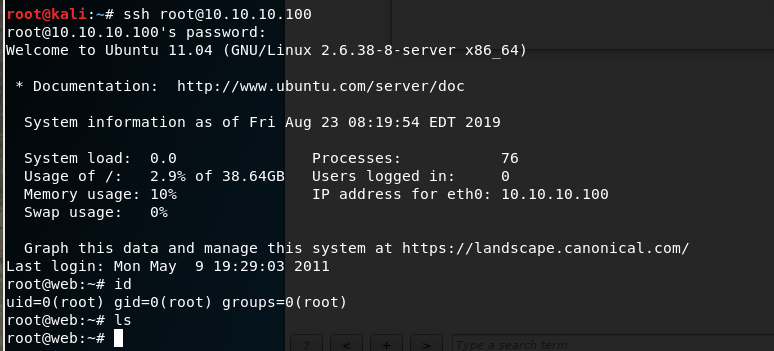 root@kali:~# ssh root@10.10.10.100
root@10.10.10.100's password:
Welcome to Ubuntu 11.04 (GNU/Linux 2.6.38-8-server x86_64)
* Documentation:  http://www.ubuntu.com/server/doc
System information as of Fri Aug 23 08:19:54 EDT 2019
System load:  0.0                Processes:           76
Usage of /:   2.9% of 38.64GB   Users logged in:     0
Memory usage: 10%                IP address for eth0: 10.10.10.100
Swap usage:   0%
Graph this data and manage this system at https://landscape.canonical.com/
Last login: Mon May  9 19:29:03 2011
root@web:~# id
uid=0(root) gid=0(root) groups=0(root)
root@web:~# ls
root@web:~#
? < + > Type a search term